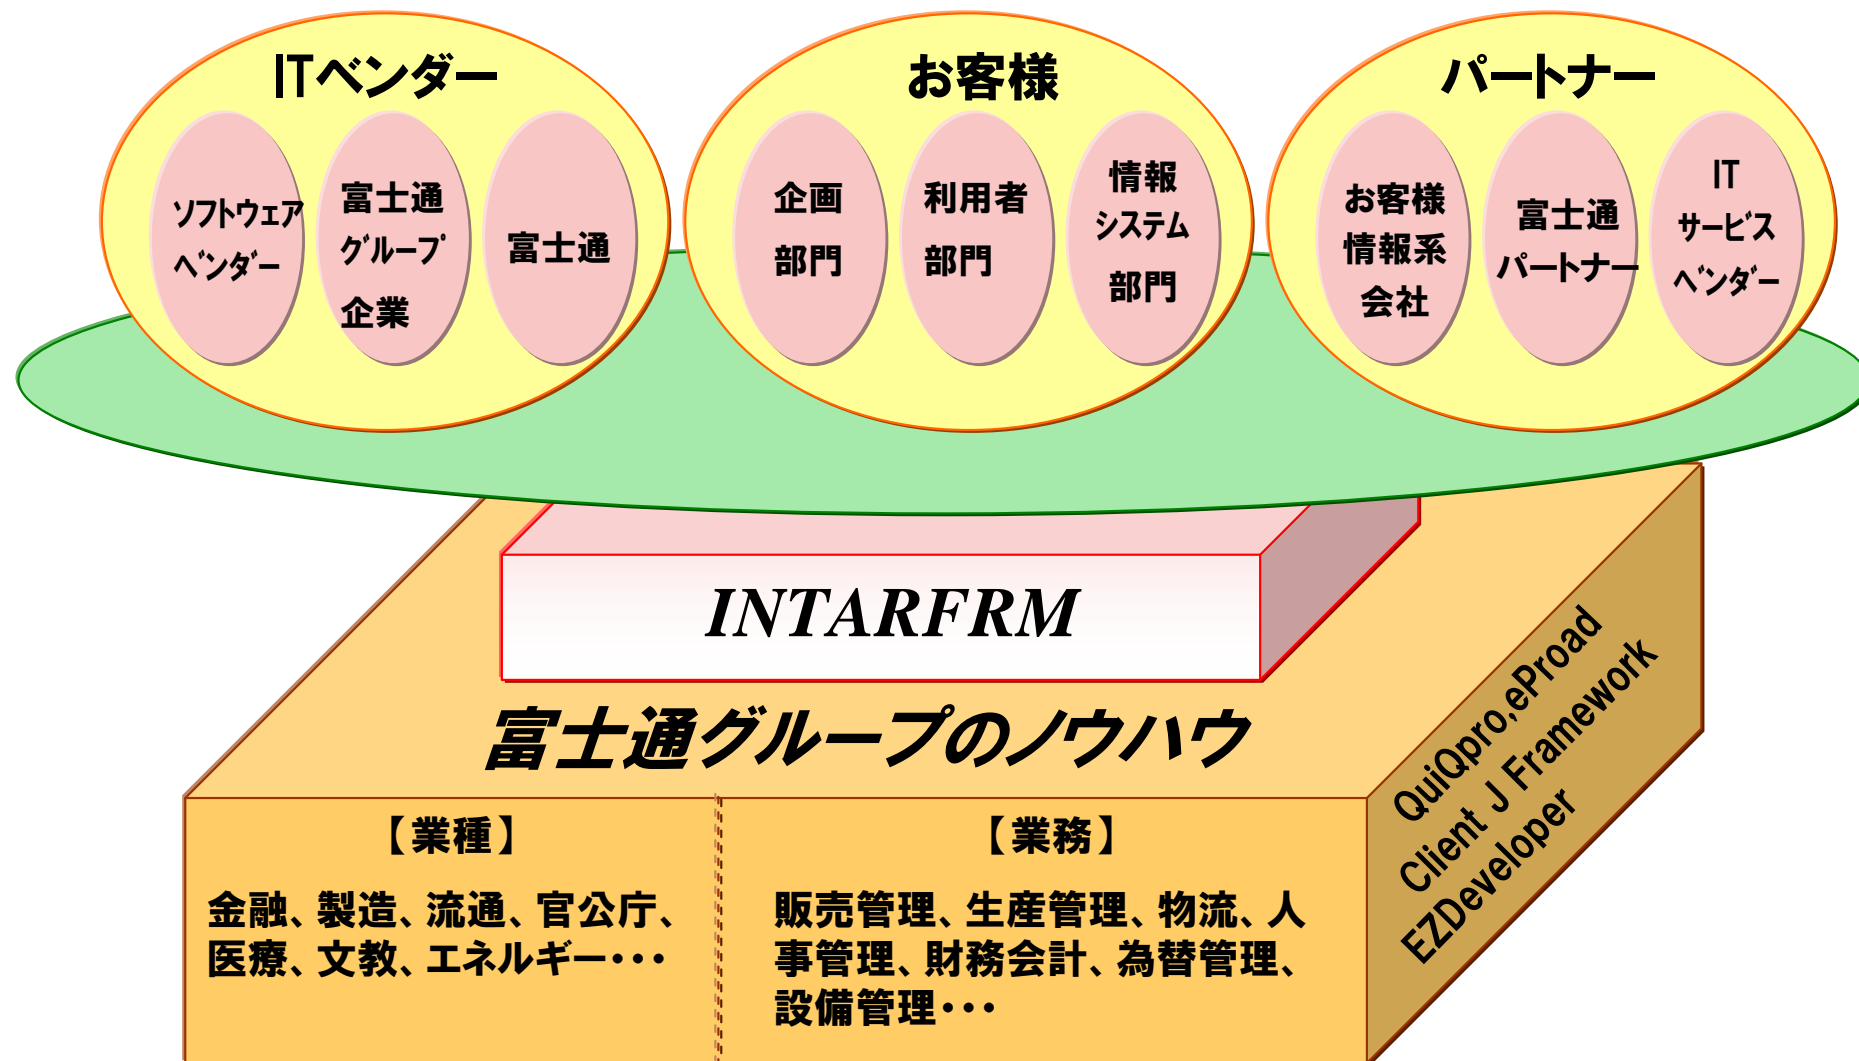 ITベンダー
ソフトウェア
ベンダー
富士通
グループ
企業
富士通
お客様
企画
部門
利用者
部門
情報
システム
部門
パートナー
お客様
情報系
会社
富士通
パートナー
IT
サービス
ベンダー
INTARFRM
富士通グループのノウハウ
【業種】
金融、製造、流通、官公庁、
医療、文教、エネルギー・・・
【業務】
販売管理、生産管理、物流、人
事管理、財務会計、為替管理、
設備管理・・・
QuiQpro,eProad
Client J Framework
EZDeveloper